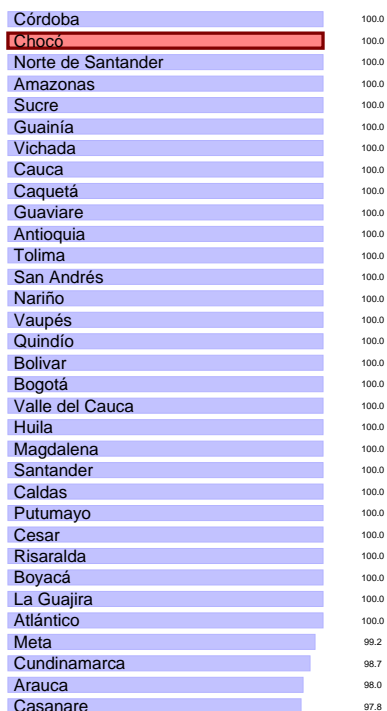 Córdoba 100.0
Chocó 100.0
Norte de Santander 100.0
Amazonas 100.0
Sucre 100.0
Guainía 100.0
Vichada 100.0
Cauca 100.0
Caquetá 100.0
Guaviare 100.0
Antioquia 100.0
Tolima 100.0
San Andrés 100.0
Nariño 100.0
Vaupés 100.0
Quindío 100.0
Bolivar 100.0
Bogotá 100.0
Valle del Cauca 100.0
Huila 100.0
Magdalena 100.0
Santander 100.0
Caldas 100.0
Putumayo 100.0
Cesar 100.0
Risaralda 100.0
Boyacá 100.0
La Guajira 100.0
Atlántico 100.0
Meta 99.2
Cundinamarca 98.7
Arauca 98.0
Casanare 97.8